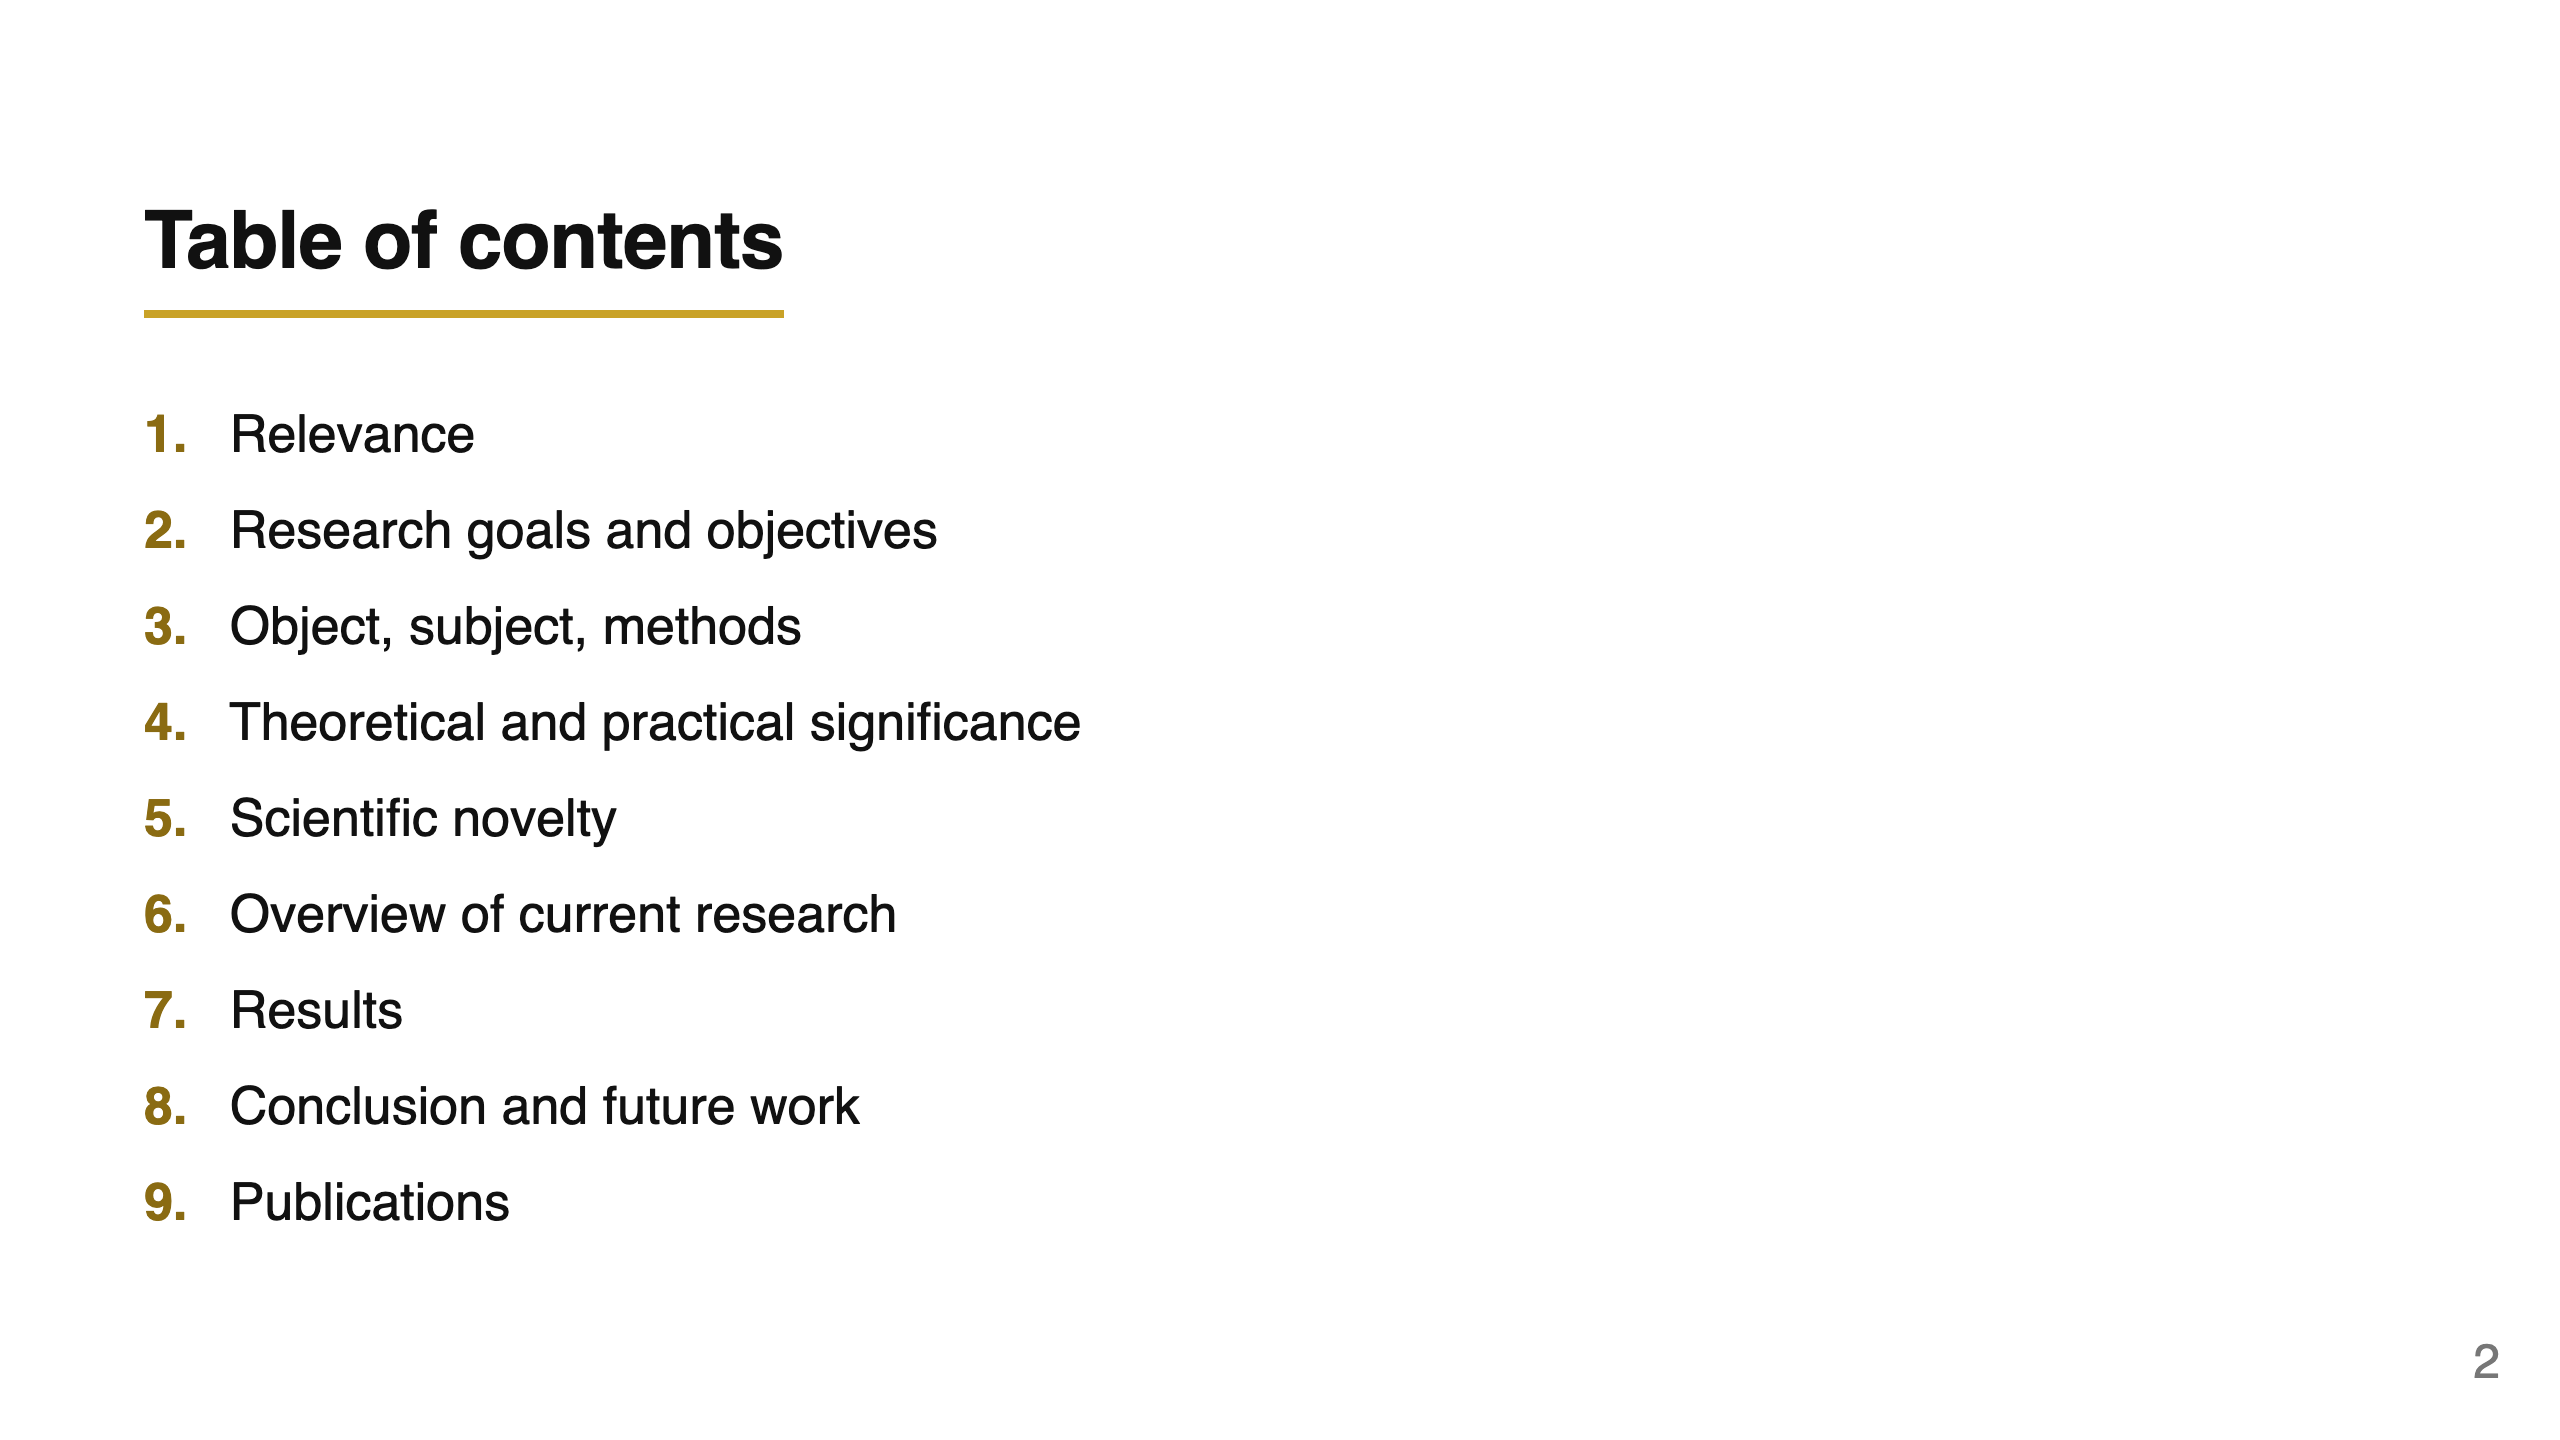 Table of contents
1. Relevance
2. Research goals and objectives
3. Object, subject, methods
4. Theoretical and practical significance
5. Scientific novelty
6. Overview of current research
7. Results
8. Conclusion and future work
9. Publications
2